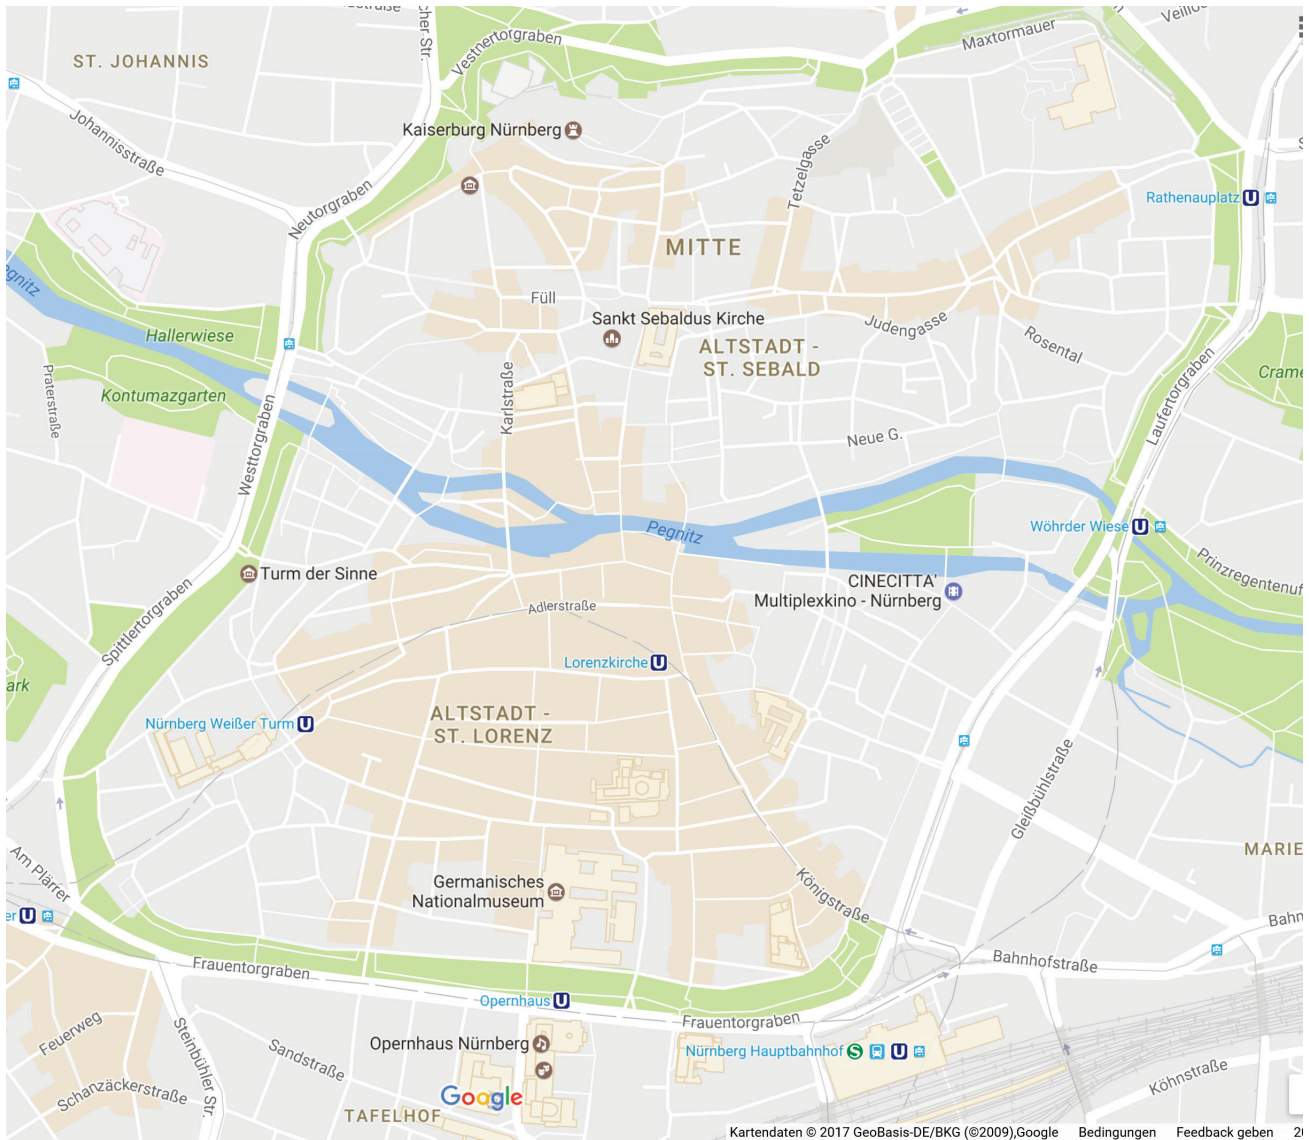 Vestnertorgraben
Maxtormauer
ST. JOHANNIS
Johannisstraße
Kaiserburg Nürnberg
Tetzelgasse
Neutorgraben
Rathenauplatz
MITTE
Pegnitz
Füll
Sankt Sebaldus Kirche
Judengasse
Rosental
Hallerwiese
ALTSTADT -
ST. SEBALD
Praterstraße
Kontumazgarten
Karlstraße
Laufertorgraben
Westtorgraben
Neue G.
Pegnitz
Wöhrder Wiese
Turm der Sinne
CINECITTA'
Multiplexkino - Nürnberg
Adlerstraße
Spittlertorgraben
Lorenzkirche
Nürnberg Weißer Turm
ALTSTADT -
ST. LORENZ
Gleißbühlstraße
Am Plärrer
MARIE
Germanisches
Nationalmuseum
Königstraße
Frauentorgraben
Bahnhofstraße
Opernhaus
Frauentorgraben
Feuerweg
Steinbühler Str.
Sandstraße
Opernhaus Nürnberg
Nürnberg Hauptbahnhof
Schanzäckerstraße
Google
Köhnstraße
TAFELHOF
Kartendaten © 2017 GeoBasis-DE/BKG (©2009),Google Bedingungen Feedback geben